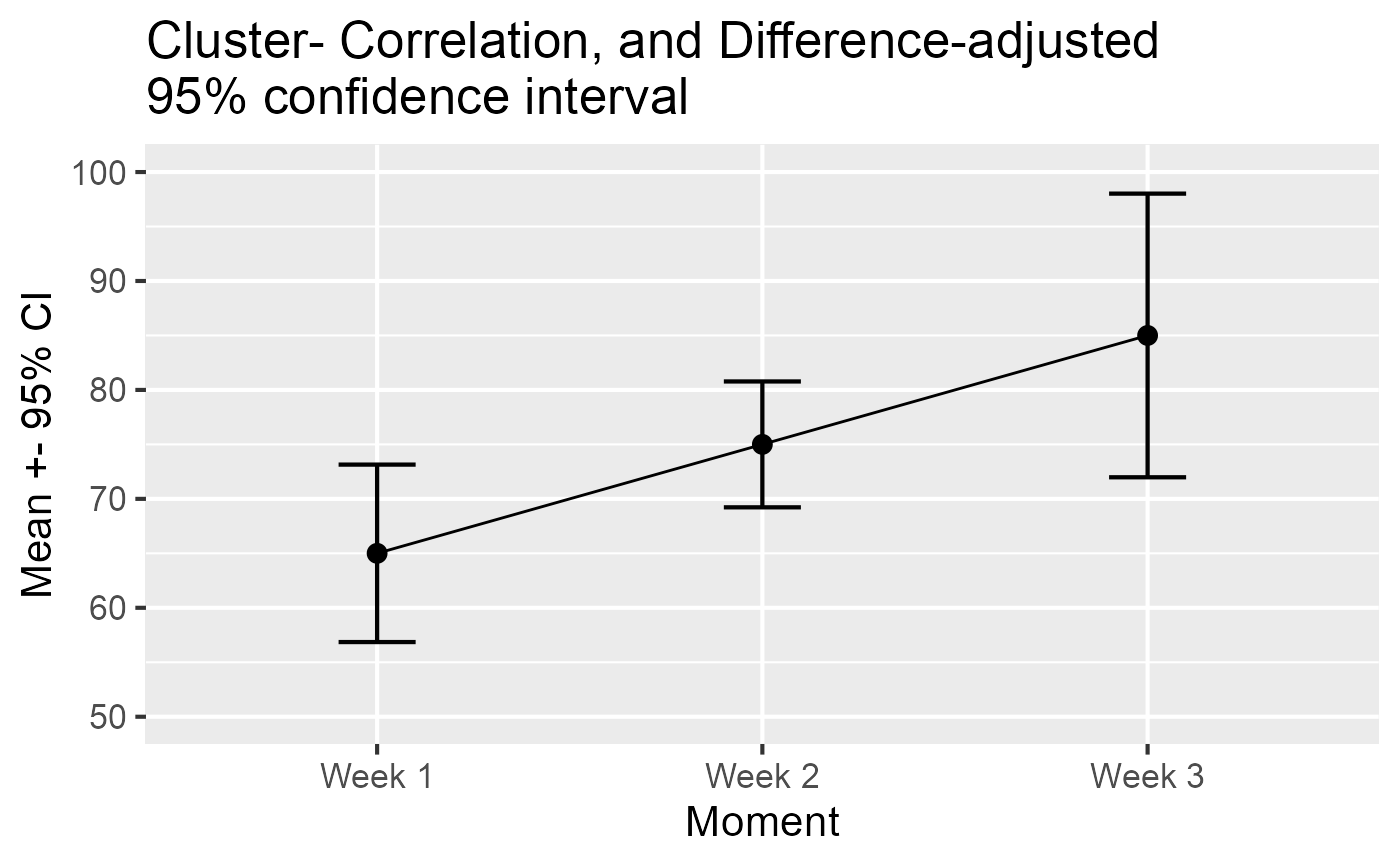 Cluster- Correlation, and Difference-adjusted
95% confidence interval
Mean +- 95% CI
100
90
80
70
60
50
Week 1
Week 2
Week 3
Moment